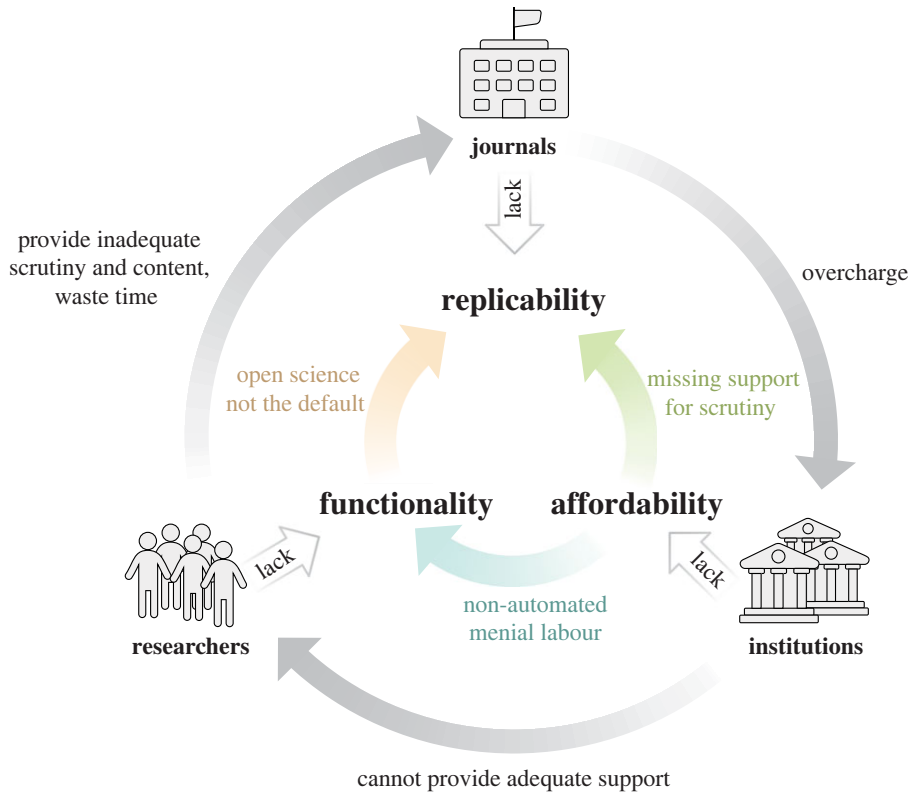 journals
lack
provide inadequate
scrutiny and content,
waste time
overcharge
replicability
open science
not the default
missing support
for scrutiny
functionality
affordability
lack
lack
non-automated
menial labour
researchers
institutions
cannot provide adequate support